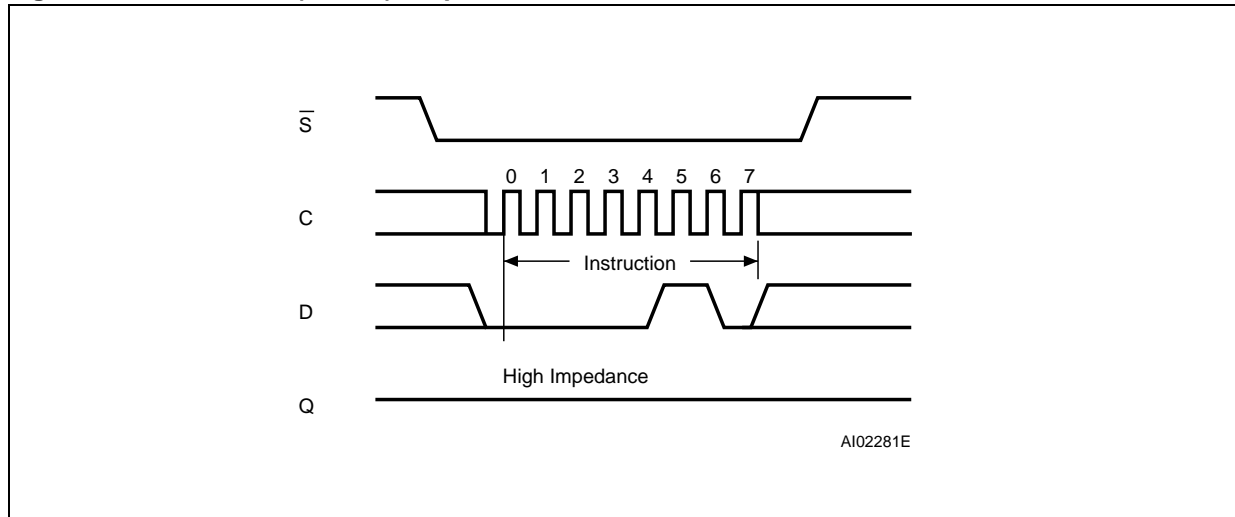 S̅
0 1 2 3 4 5 6 7
C
Instruction
D
High Impedance
Q
AI02281E